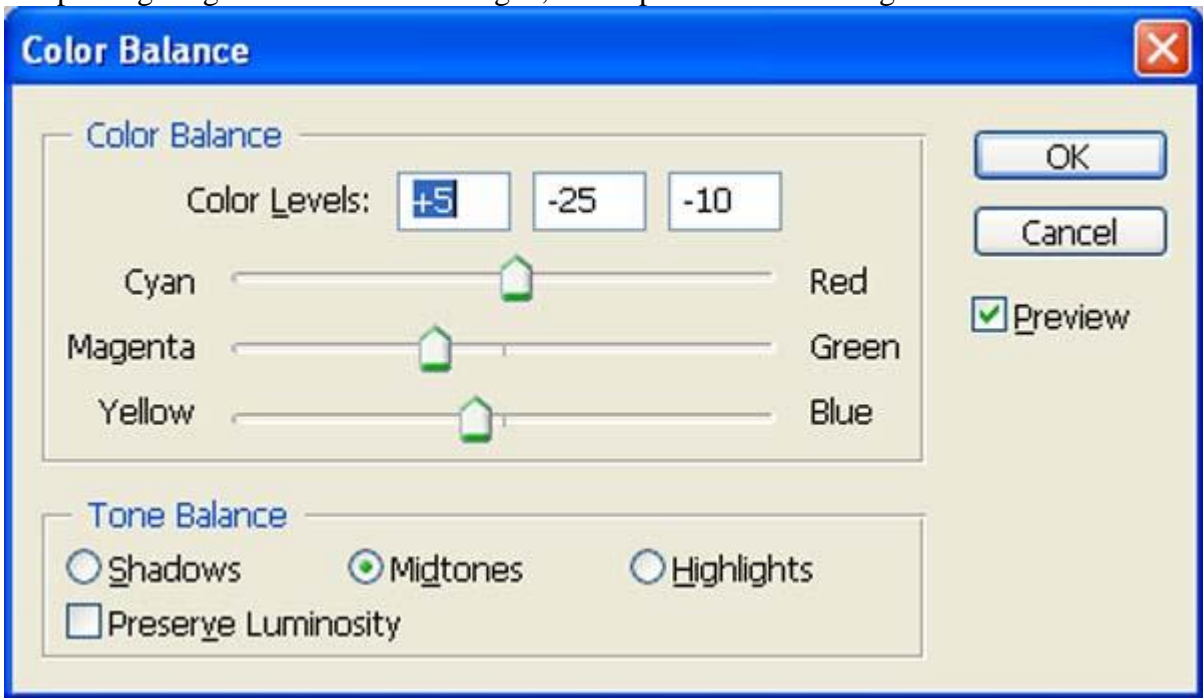 Color Balance
Color Balance
Color Levels: +5 -25 -10
OK
Cancel
Cyan Red
Preview
Magenta Green
Yellow Blue
Tone Balance
Shadows Midtones Highlights
Preserve Luminosity